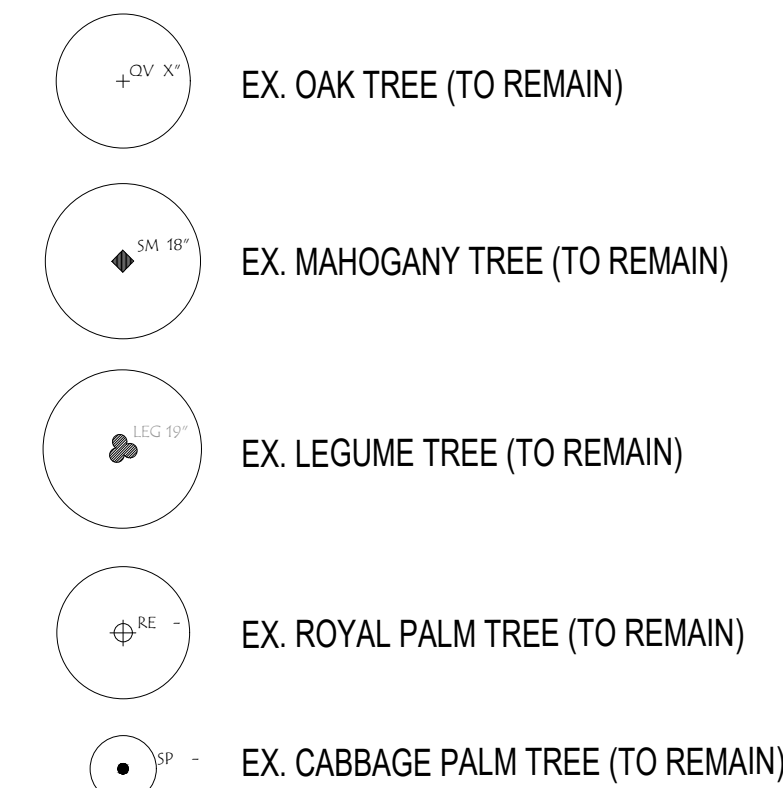 QV X"
EX. OAK TREE (TO REMAIN)
SM 18"
EX. MAHOGANY TREE (TO REMAIN)
LEG 19"
EX. LEGUME TREE (TO REMAIN)
RE -
EX. ROYAL PALM TREE (TO REMAIN)
SP -
EX. CABBAGE PALM TREE (TO REMAIN)